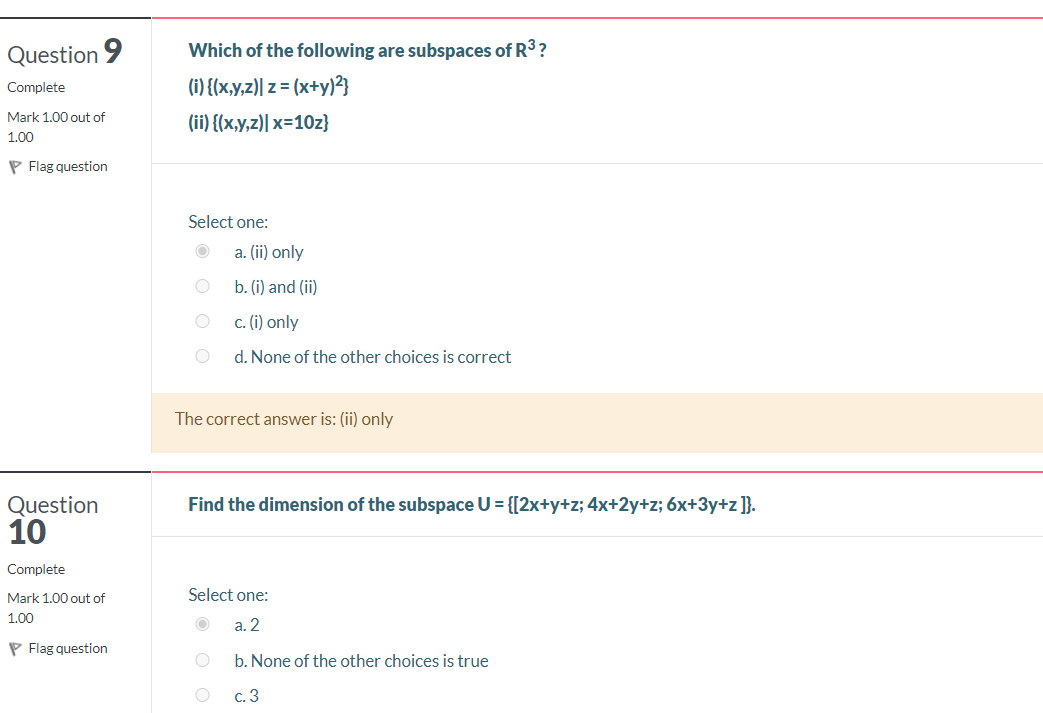 Question 9
Complete
Mark 1.00 out of
1.00
Flag question
Which of the following are subspaces of R³ ?
(i) {(x,y,z)| z = (x+y)²}
(ii) {(x,y,z)| x=10z}
Select one:
a. (ii) only
b. (i) and (ii)
c. (i) only
d. None of the other choices is correct
The correct answer is: (ii) only
Question
10
Complete
Mark 1.00 out of
1.00
Flag question
Find the dimension of the subspace U = {[2x+y+z; 4x+2y+z; 6x+3y+z ]}.
Select one:
a. 2
b. None of the other choices is true
c. 3